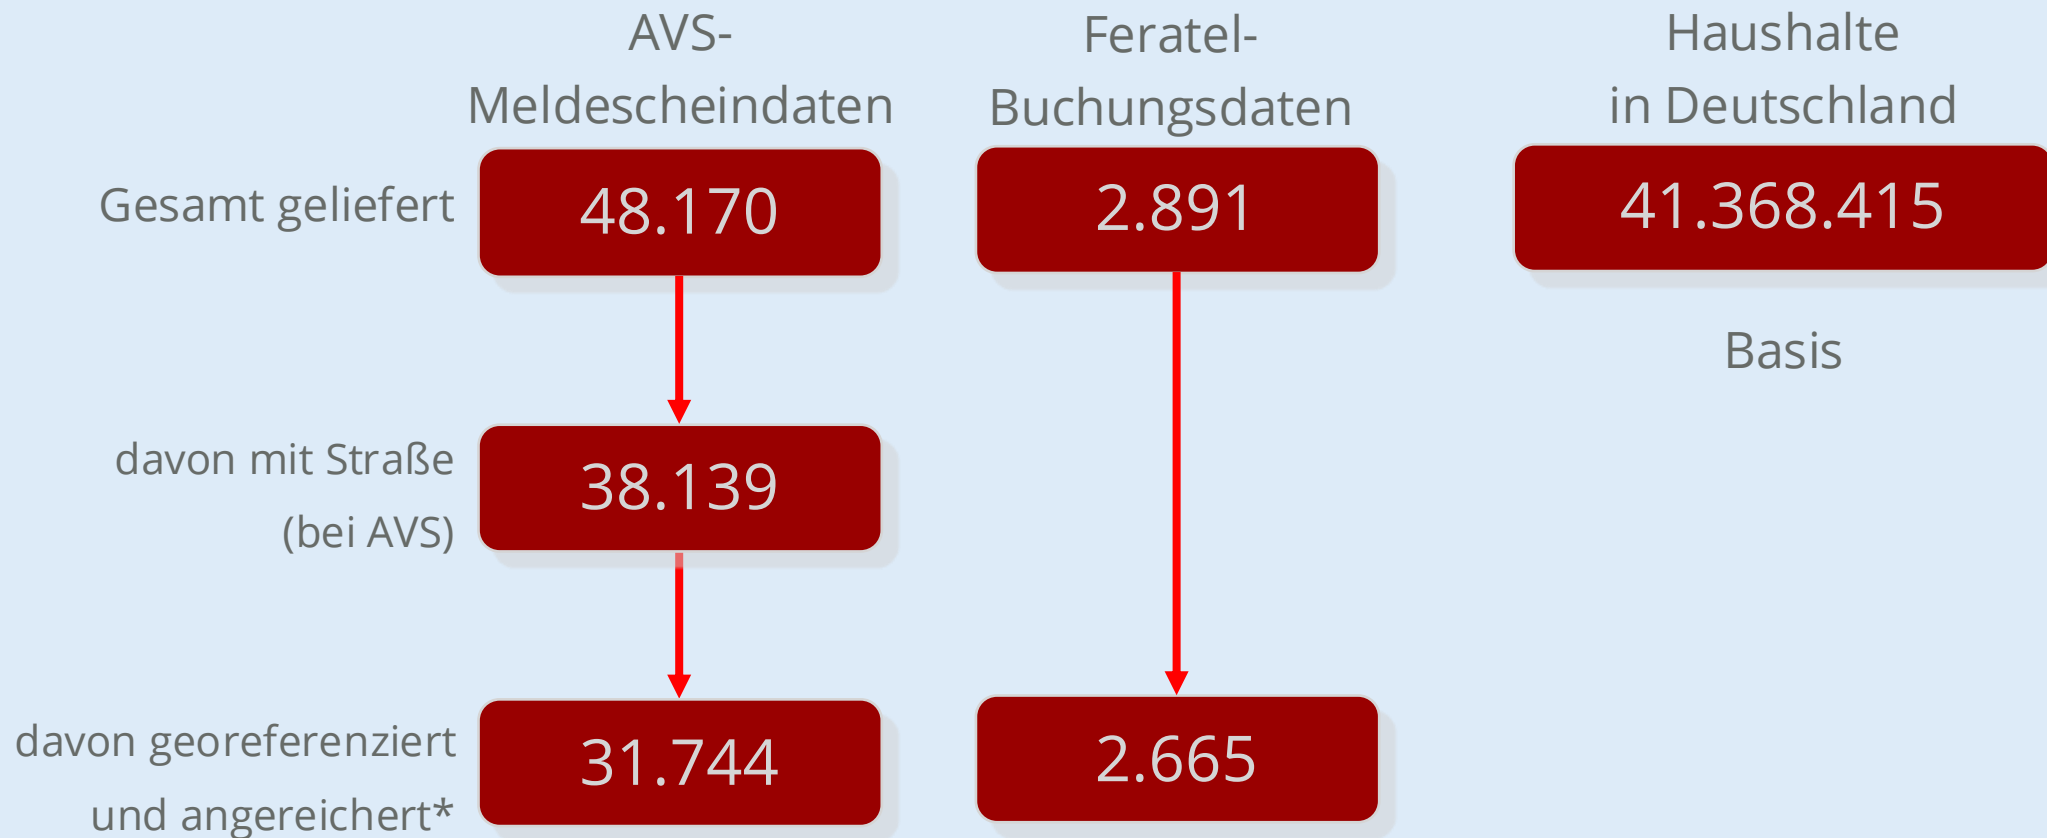 AVS-
Meldescheindaten
Feratel-
Buchungsdaten
Haushalte
in Deutschland
Gesamt geliefert
48.170
2.891
41.368.415
Basis
davon mit Straße
(bei AVS)
38.139
davon georeferenziert
und angereichert*
31.744
2.665